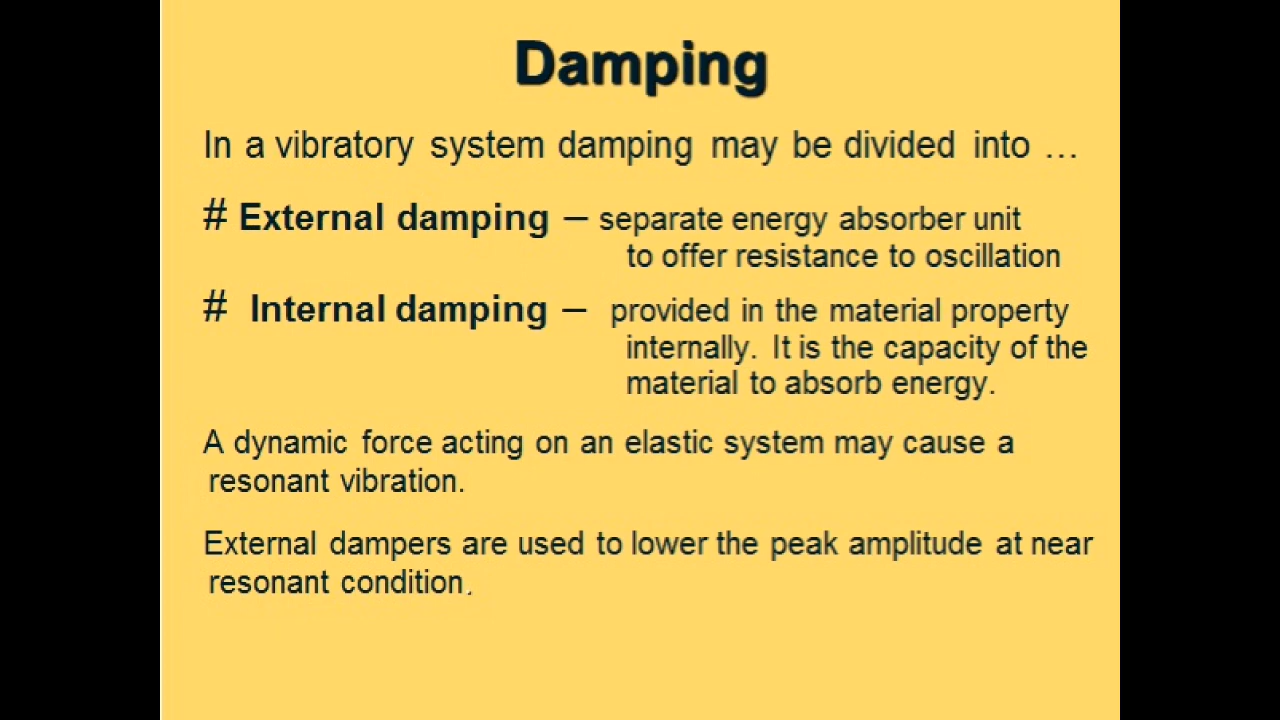 Damping
In a vibratory system damping may be divided into ...
# External damping – separate energy absorber unit
to offer resistance to oscillation
# Internal damping – provided in the material property
internally. It is the capacity of the
material to absorb energy.
A dynamic force acting on an elastic system may cause a
resonant vibration.
External dampers are used to lower the peak amplitude at near
resonant condition.